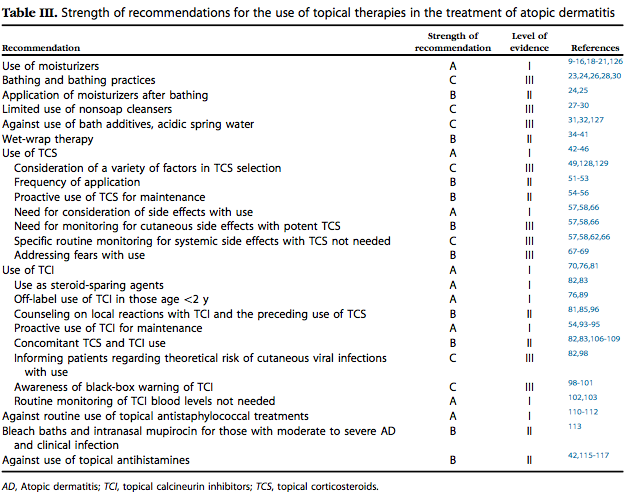 Table III. Strength of recommendations for the use of topical therapies in the treatment of atopic dermatitis
Recommendation Strength of recommendation Level of evidence References
Use of moisturizers A I 9-16,18-21,126
Bathing and bathing practices C III 23,24,26,28,30
Application of moisturizers after bathing B II 24,25
Limited use of nonsoap cleansers C III 27-30
Against use of bath additives, acidic spring water C III 31,32,127
Wet-wrap therapy B II 34-41
Use of TCS A I 42-46
Consideration of a variety of factors in TCS selection C III 49,128,129
Frequency of application B II 51-53
Proactive use of TCS for maintenance B II 54-56
Need for consideration of side effects with use A I 57,58,66
Need for monitoring for cutaneous side effects with potent TCS B III 57,58,66
Specific routine monitoring for systemic side effects with TCS not needed C III 57,58,62,66
Addressing fears with use B III 67-69
Use of TCI A I 70,76,81
Use as steroid-sparing agents A I 82,83
Off-label use of TCI in those age <2 y A I 76,89
Counseling on local reactions with TCI and the preceding use of TCS B II 81,85,96
Proactive use of TCI for maintenance A I 54,93-95
Concomitant TCS and TCI use B II 82,83,106-109
Informing patients regarding theoretical risk of cutaneous viral infections C III 82,98
with use
Awareness of black-box warning of TCI C III 98-101
Routine monitoring of TCI blood levels not needed A I 102,103
Against routine use of topical antistaphylococcal treatments A I 110-112
Bleach baths and intranasal mupirocin for those with moderate to severe AD B II 113
and clinical infection
Against use of topical antihistamines B II 42,115-117
AD, Atopic dermatitis; TCI, topical calcineurin inhibitors; TCS, topical corticosteroids.